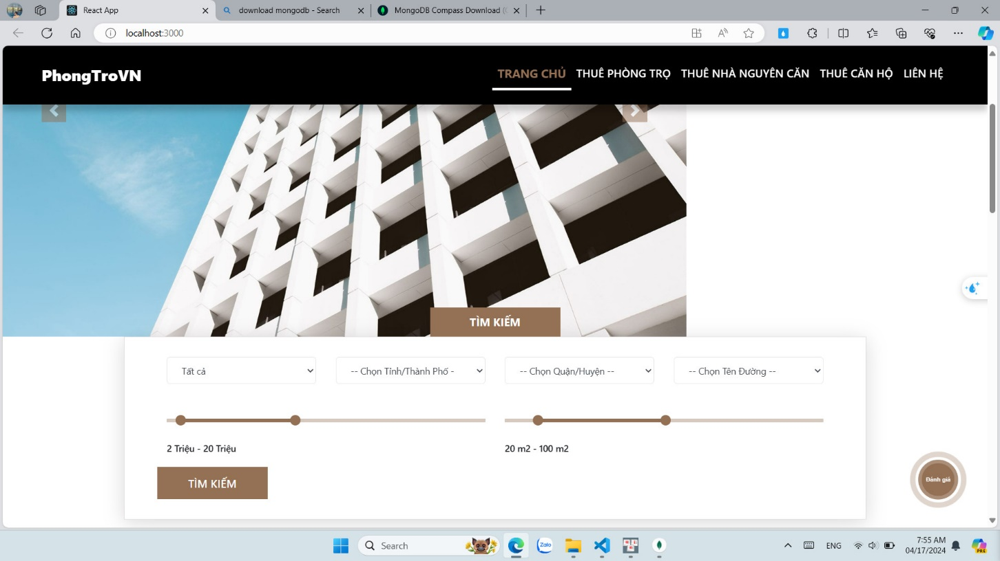 React App
download mongodb - Search
MongoDB Compass Download (
localhost:3000
PhongTroVN
TRANG CHỦ
THUÊ PHÒNG TRỌ
THUÊ NHÀ NGUYÊN CĂN
THUÊ CĂN HỘ
LIÊN HỆ
TÌM KIẾM
Tất cả
-- Chọn Tỉnh/Thành Phố -
-- Chọn Quận/Huyện --
-- Chọn Tên Đường --
2 Triệu - 20 Triệu
20 m2 - 100 m2
TÌM KIẾM
Đánh giá
Search
Zalo
ENG
7:55 AM
04/17/2024
PRE